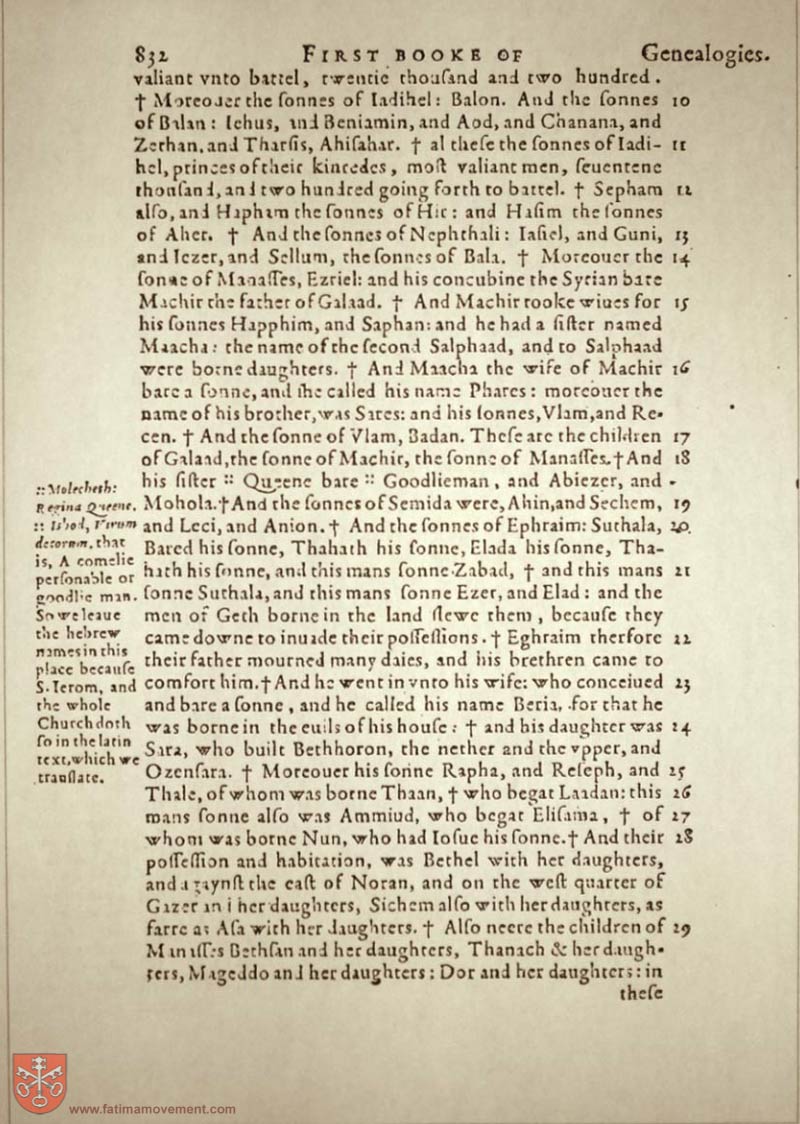 832 FIRST BOOKE OF Genealogies.
valiant vnto battel, twentie thouſand and two hundred.
† Moreouer the ſonnes of Iadihel: Balon. And the ſonnes 10
of Balan: Iehus, and Beniamin, and Aod, and Chanana, and
Zethan, and Tharſis, Ahiſahar. † al theſe the ſonnes of Iadi- 11
hel, princes of their kinredes, moſt valiant men, ſeuentene
thouſand, and two hundred going forth to battel. † Sepham 12
alſo, and Hapham the ſonnes of Hir: and Haſim the ſonnes
of Aher. † And the ſonnes of Nephthali: Iaſiel, and Guni, 13
and Iezer, and Sellum, the ſonnes of Bala. † Moreouer the 14
ſonne of Manaſſes, Ezriel: and his concubine the Syrian bare
Machir the father of Galaad. † And Machir tooke wiues for 15
his ſonnes Happhim, and Saphan: and he had a ſiſter named
Maacha: the name of the ſecond Salphaad, and to Salphaad
were borne daughters. † And Maacha the wife of Machir 16
bare a ſonne, and ſhe called his name Phares: moreouer the
name of his brother, was Sares: and his ſonnes, Vlam, and Re-
cen. † And the ſonne of Vlam, Badan. Theſe are the children 17
of Galaad, the ſonne of Machir, the ſonne of Manaſſes. † And 18
his ſiſter :: Queene bare :: Goodlieman, and Abiezer, and
Mohola. † And the ſonnes of Semida were, Ahin, and Sechem, 19
and Leci, and Anion. † And the ſonnes of Ephraim: Suthala, 20
Bared his ſonne, Thahath his ſonne, Elada his ſonne, Tha-
hath his ſonne, and this mans ſonne Zabad, † and this mans 21
ſonne Suthala, and this mans ſonne Ezer, and Elad: and the
men of Geth borne in the land ſlewe them, becauſe they
came downe to inuade their poſſeſſions. † Eghraim therfore 22
their father mourned many daies, and his brethren came to
comfort him. † And he went in vnto his wife: who conceiued 23
and bare a ſonne, and he called his name Beria, for that he
was borne in the euils of his houſe: † and his daughter was 24
Sara, who built Bethhoron, the nether and the vpper, and
Ozenſara. † Moreouer his ſonne Rapha, and Reſeph, and 25
Thale, of whom was borne Thaan, † who begat Laadan: this 26
mans ſonne alſo was Ammiud, who begat Eliſama, † of 27
whom was borne Nun, who had Ioſue his ſonne. † And their 28
poſſeſſion and habitation, was Bethel with her daughters,
and againſt the eaſt of Noran, and on the weſt quarter of
Gazer and her daughters, Sichem alſo with her daughters, as
farre as Aſa with her daughters. † Alſo neere the children of 29
Manaſſes Bethſan and her daughters, Thanach & her daugh-
ters, Mageddo and her daughters: Dor and her daughters: in
theſe
:: Molecheth:
Regina Queene.
:: Iſhod, Virum
decorum, that
is, A comelie
perſonable or
goodlie man.
So we leaue
the hebrew
names in this
place becauſe
S. Ierom, and
the whole
Church doth
ſo in the latin
text, which we
tranſlate.
www.fatimamovement.com